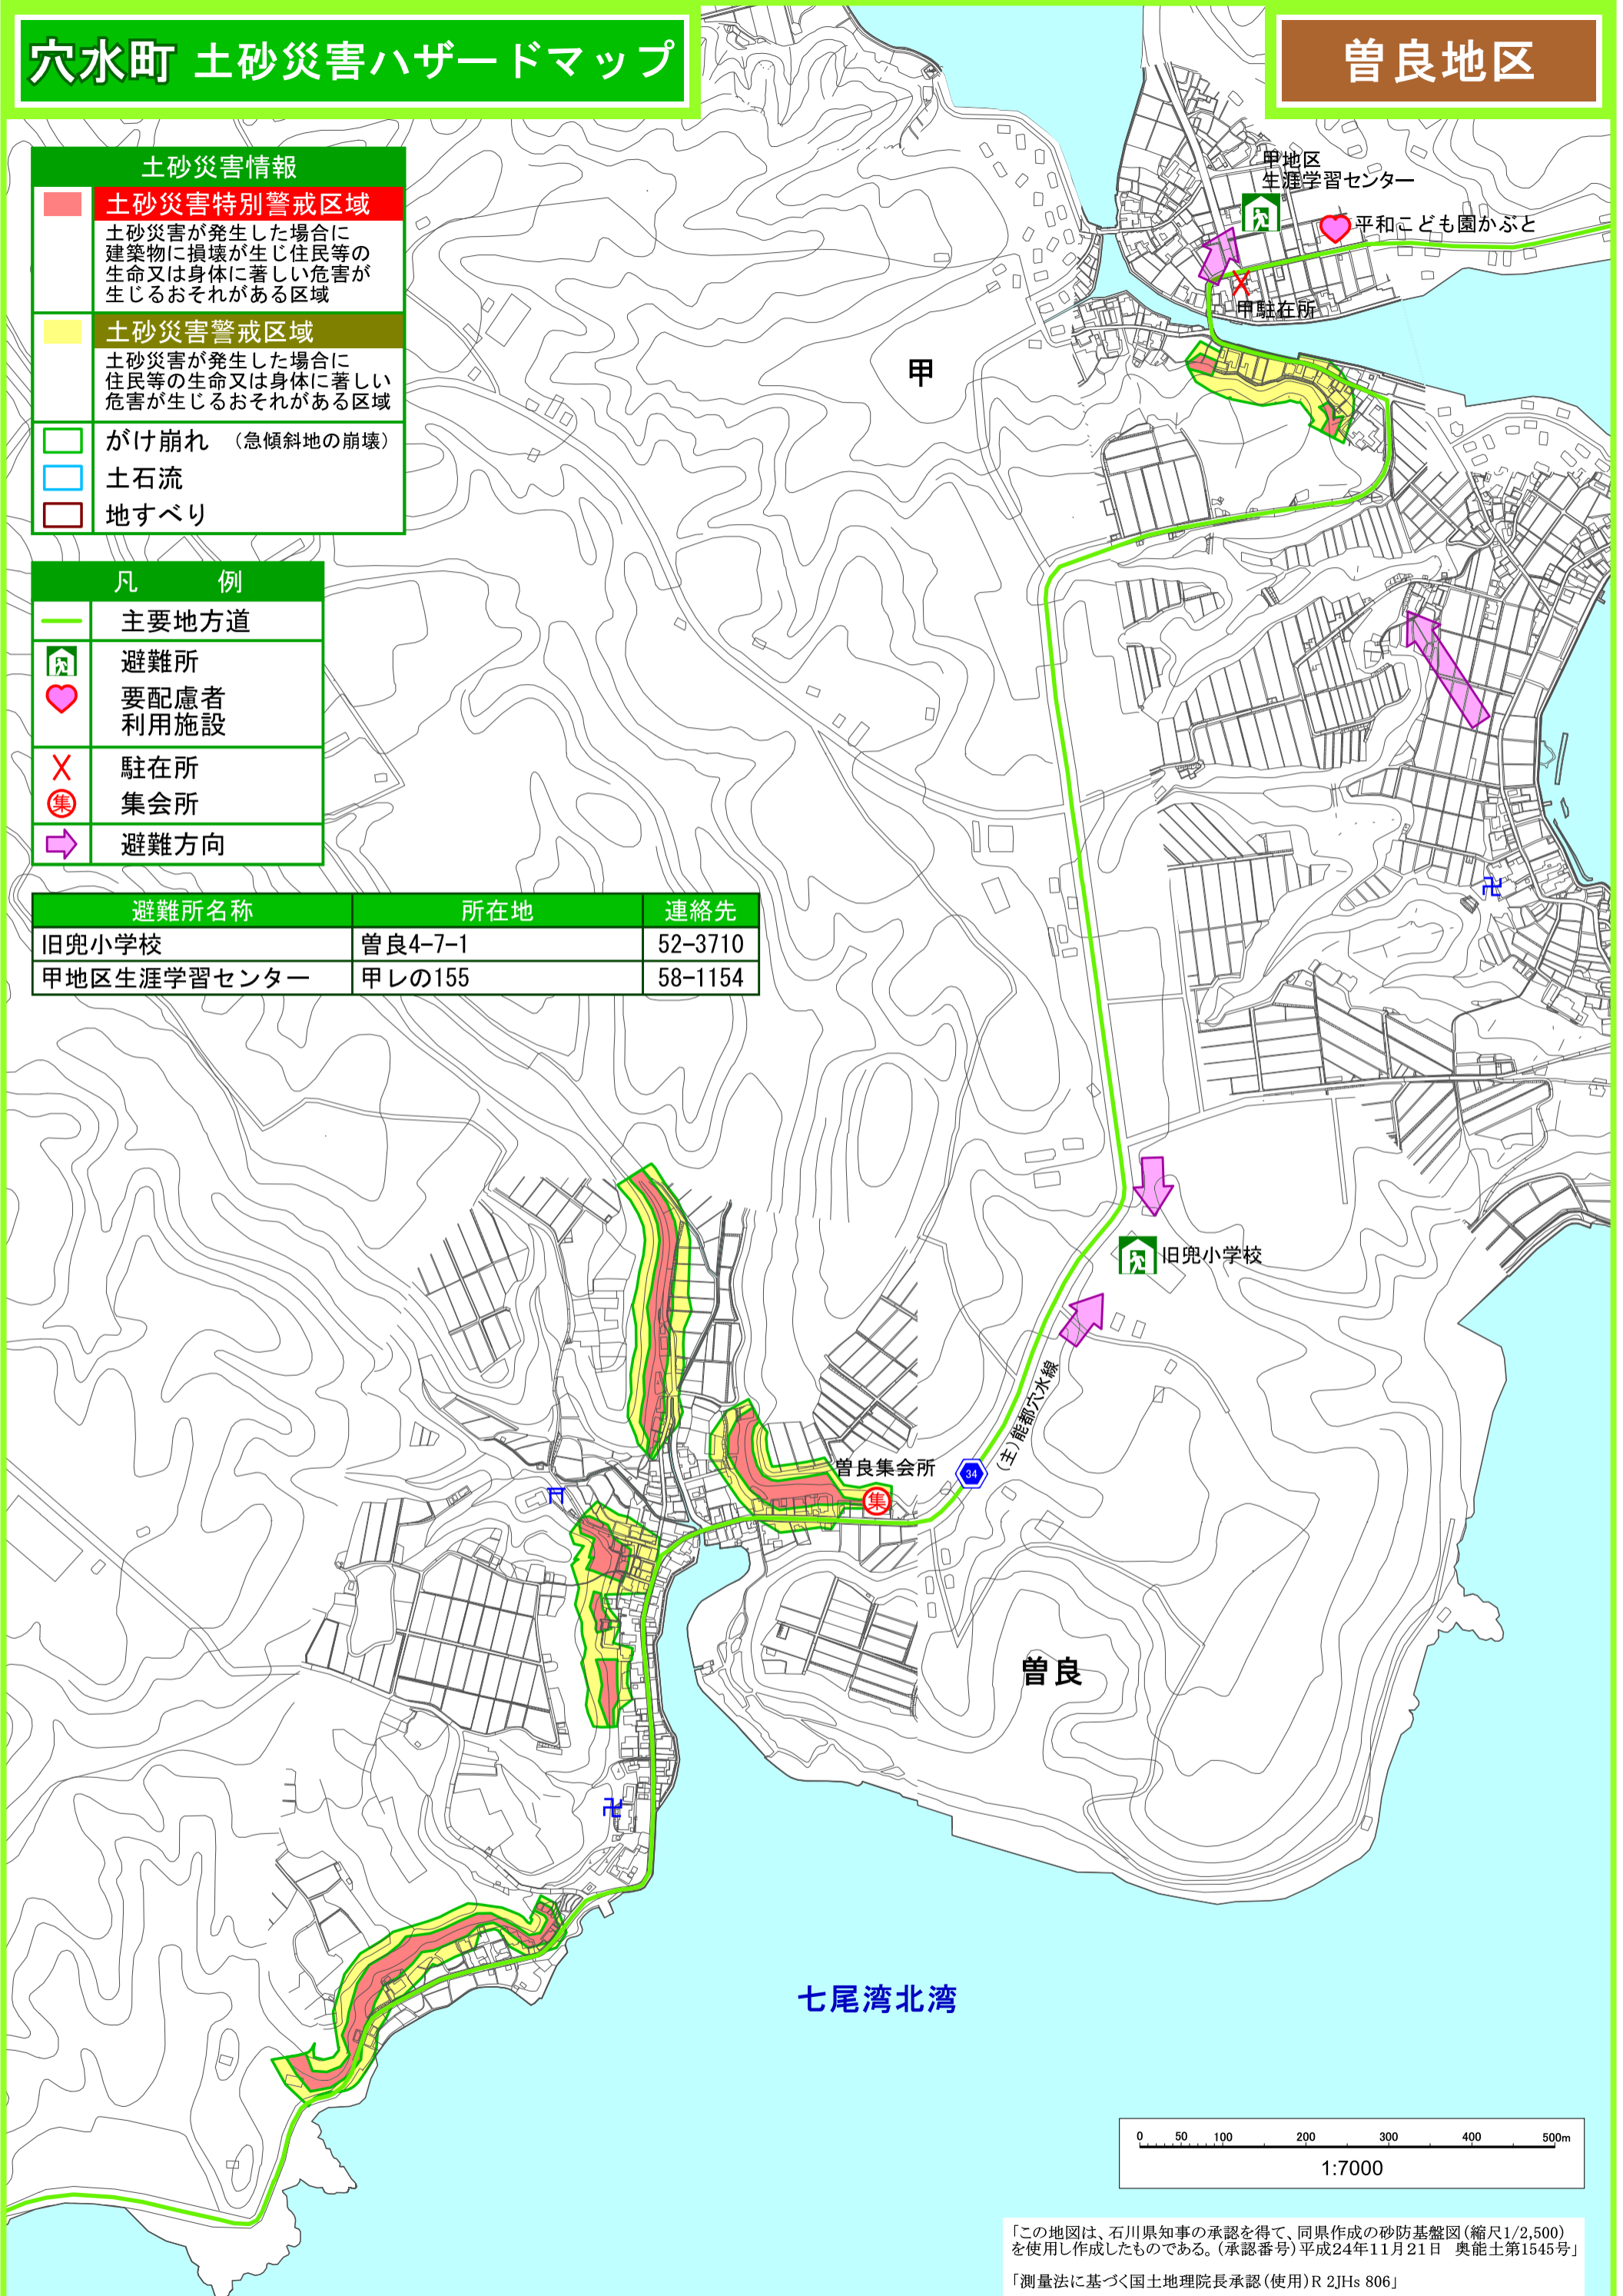 穴水町 土砂災害ハザードマップ
曽良地区
土砂災害情報
土砂災害特別警戒区域
土砂災害が発生した場合に
建築物に損壊が生じ住民等の
生命又は身体に著しい危害が
生じるおそれがある区域
土砂災害警戒区域
土砂災害が発生した場合に
住民等の生命又は身体に著しい
危害が生じるおそれがある区域
がけ崩れ (急傾斜地の崩壊)
土石流
地すべり
凡 例
主要地方道
避難所
要配慮者
利用施設
駐在所
集
集会所
避難方向
避難所名称 所在地 連絡先
旧兜小学校 曽良4-7-1 52-3710
甲地区生涯学習センター 甲レの155 58-1154
甲地区
生涯学習センター
平和こども園かぶと
甲駐在所
甲
旧兜小学校
(主)能都穴水線
34
曽良集会所
集
曽良
七尾湾北湾
0 50 100 200 300 400 500m
1:7000
「この地図は、石川県知事の承認を得て、同県作成の砂防基盤図(縮尺1/2,500)
を使用し作成したものである。(承認番号)平成24年11月21日 奥能土第1545号」
「測量法に基づく国土地理院長承認(使用)R 2JHs 806」